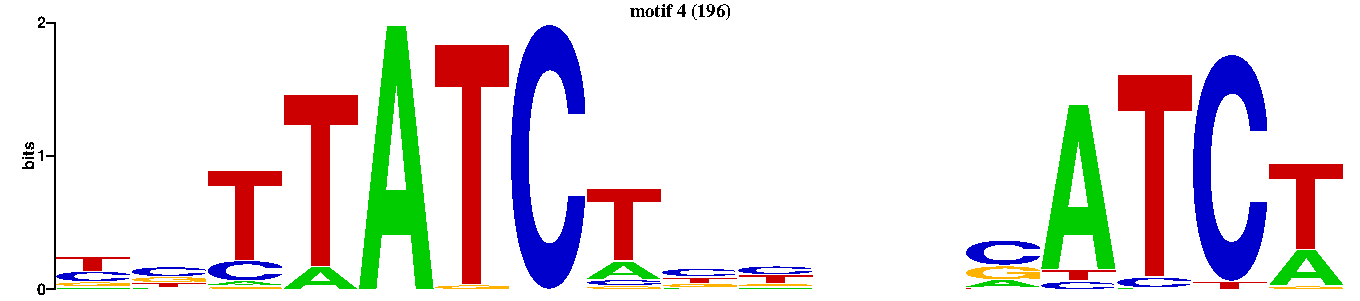 motif 4 (196)
2
bits
1
0
T C T T A T C T C C C A T C T